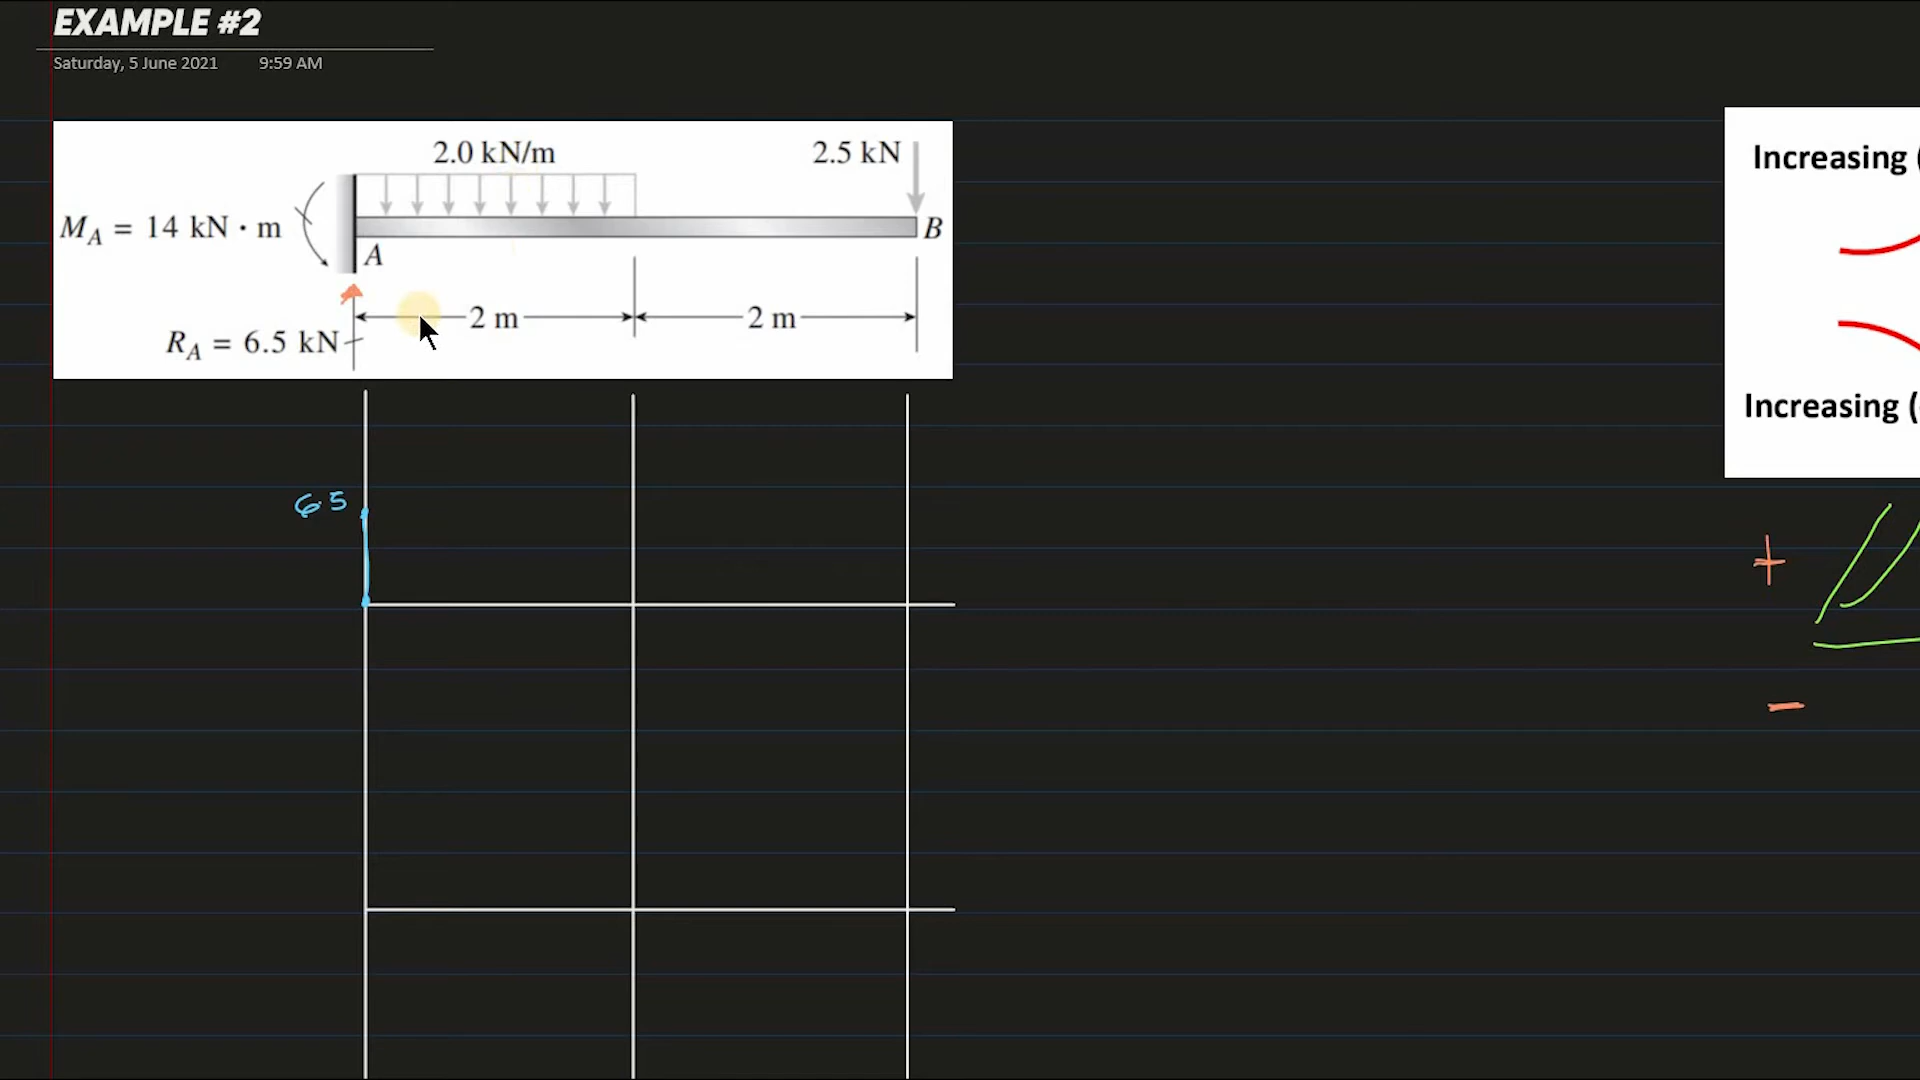 EXAMPLE #2
Saturday, 5 June 2021 9:59 AM
2.0 kN/m
2.5 kN
M_A = 14 kN · m
A
B
2 m
2 m
R_A = 6.5 kN
Increasing (
Increasing (
6.5
+
-